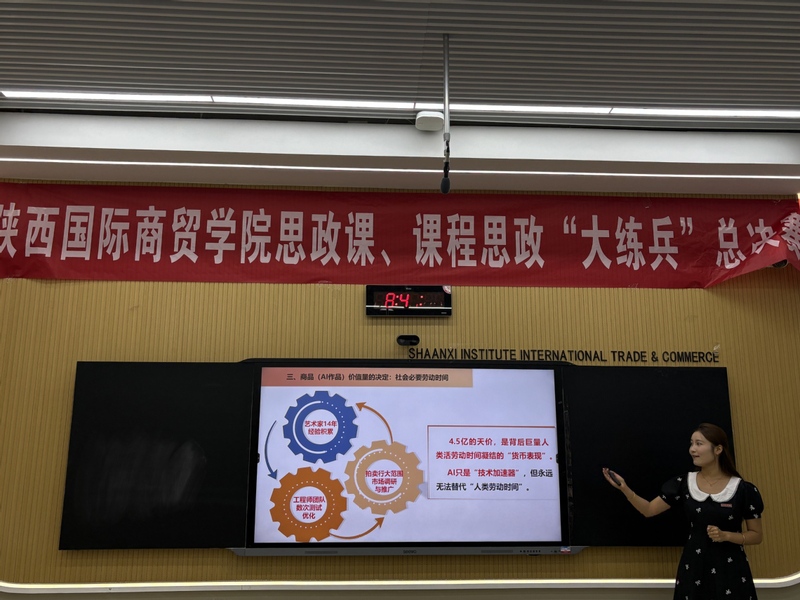 陕西国际商贸学院思政课、课程思政“大练兵”总决赛
SHAANXI INSTITUTE INTERNATIONAL TRADE & COMMERCE
三、商品（AI作品）价值量的决定：社会必要劳动时间
艺术家14年
经验积累
拍卖行大范围
市场调研
与推广
工程师团队
数次测试
优化
4.5亿的天价，是背后巨量人
类活劳动时间凝结的“货币表现”。
AI只是“技术加速器”，但永远
无法替代“人类劳动时间”。